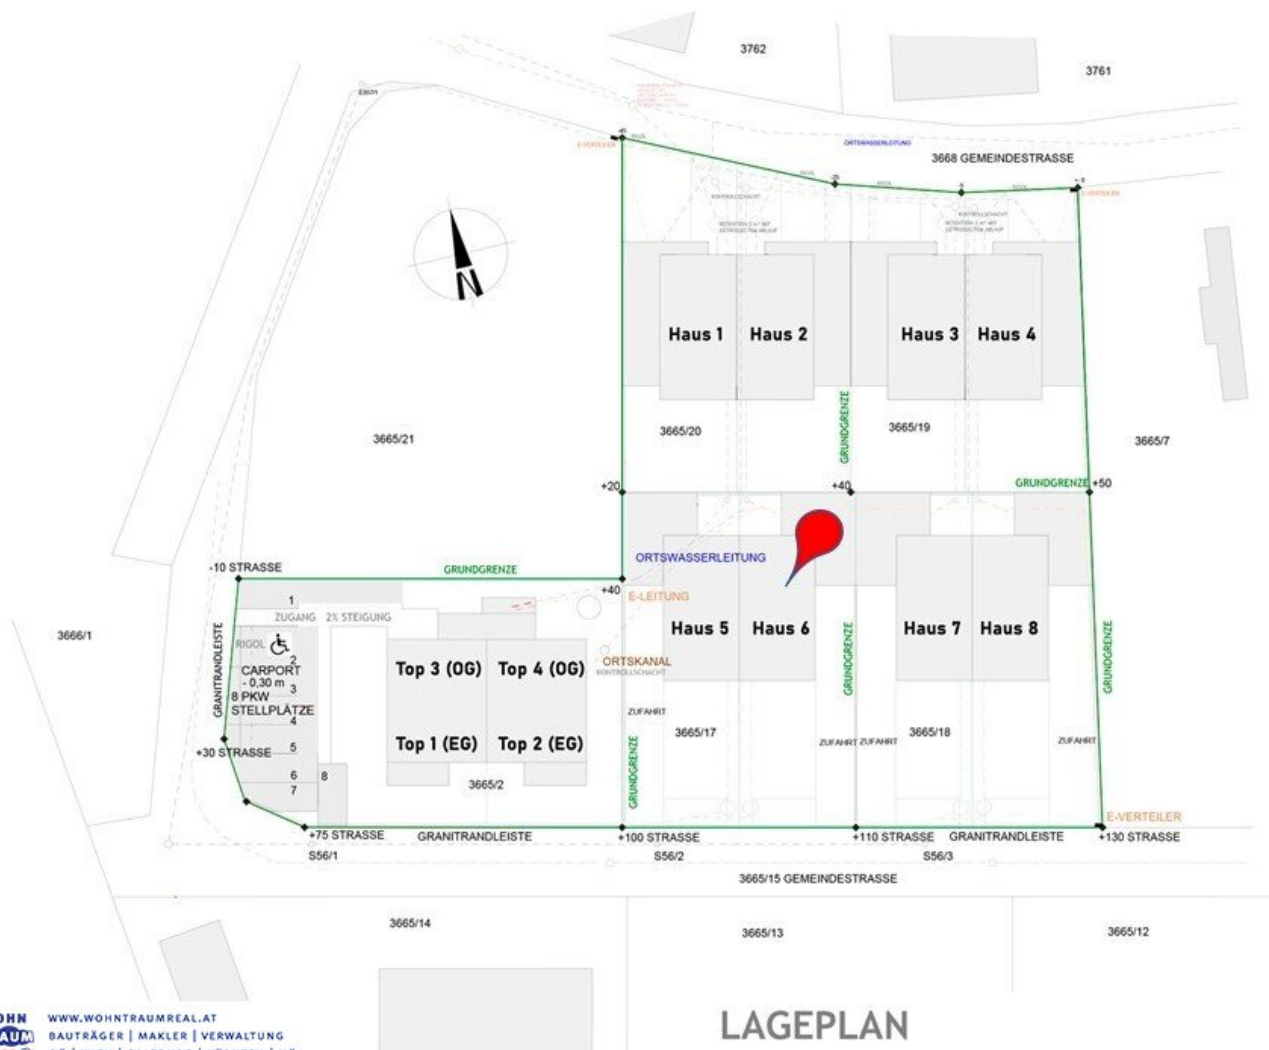 3762
3761
E-VERTEILER
ORTSWASSERLEITUNG
3668 GEMEINDESTRASSE
E-VERTEILER
KONTROLLSCHACHT
KONTROLLSCHACHT
N
Haus 1
Haus 2
Haus 3
Haus 4
GRUNDGRENZE
3665/21
3665/20
3665/19
3665/7
+20
+40
GRUNDGRENZE
+50
ORTSWASSERLEITUNG
-10 STRASSE
GRUNDGRENZE
+40
E-LEITUNG
1
ZUGANG 2% STEIGUNG
3666/1
GRANITRANDLEISTE
RIGOL
2
CARPORT
- 0,30 m
3
8 PKW
STELLPLÄTZE
4
+30 STRASSE
5
6
7
8
Top 3 (OG)
Top 4 (OG)
Top 1 (EG)
Top 2 (EG)
3665/2
ORTSKANAL
KONTROLLSCHACHT
Haus 5
Haus 6
Haus 7
Haus 8
GRUNDGRENZE
GRUNDGRENZE
ZUFAHRT
GRUNDGRENZE
3665/17
ZUFAHRT
ZUFAHRT
3665/18
ZUFAHRT
E-VERTEILER
+75 STRASSE
GRANITRANDLEISTE
+100 STRASSE
+110 STRASSE
GRANITRANDLEISTE
+130 STRASSE
S56/1
S56/2
S56/3
3665/15 GEMEINDESTRASSE
3665/14
3665/13
3665/12
WWW.WOHNTRAUMREAL.AT
BAUTRÄGER | MAKLER | VERWALTUNG
LAGEPLAN